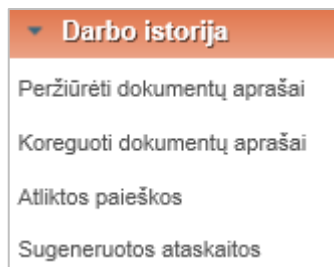 Darbo istorija
Peržiūrėti dokumentų aprašai
Koreguoti dokumentų aprašai
Atliktos paieškos
Sugeneruotos ataskaitos